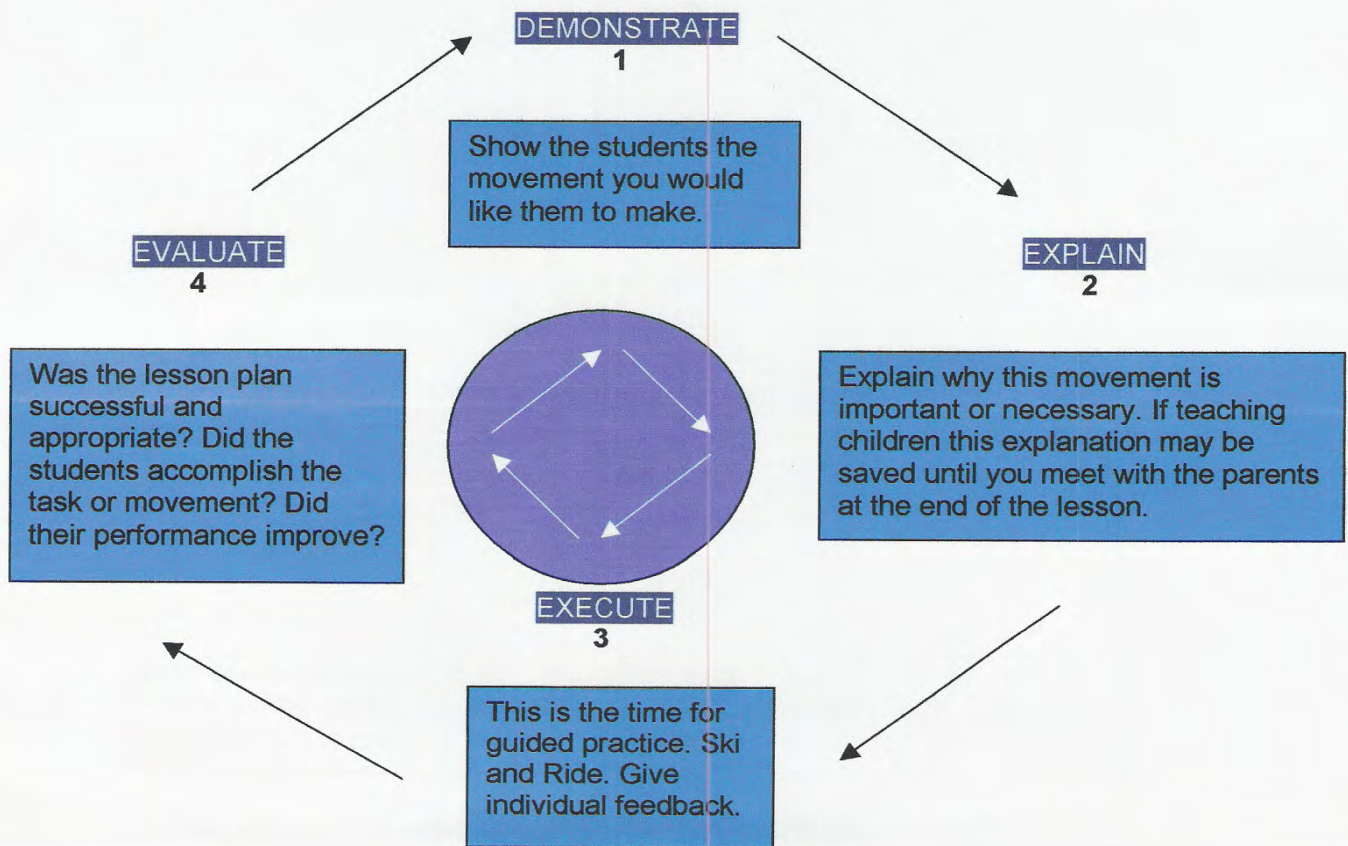 DEMONSTRATE
1
Show the students the
movement you would
like them to make.
EXPLAIN
2
Explain why this movement is
important or necessary. If teaching
children this explanation may be
saved until you meet with the parents
at the end of the lesson.
EXECUTE
3
This is the time for
guided practice. Ski
and Ride. Give
individual feedback.
EVALUATE
4
Was the lesson plan
successful and
appropriate? Did the
students accomplish the
task or movement? Did
their performance improve?